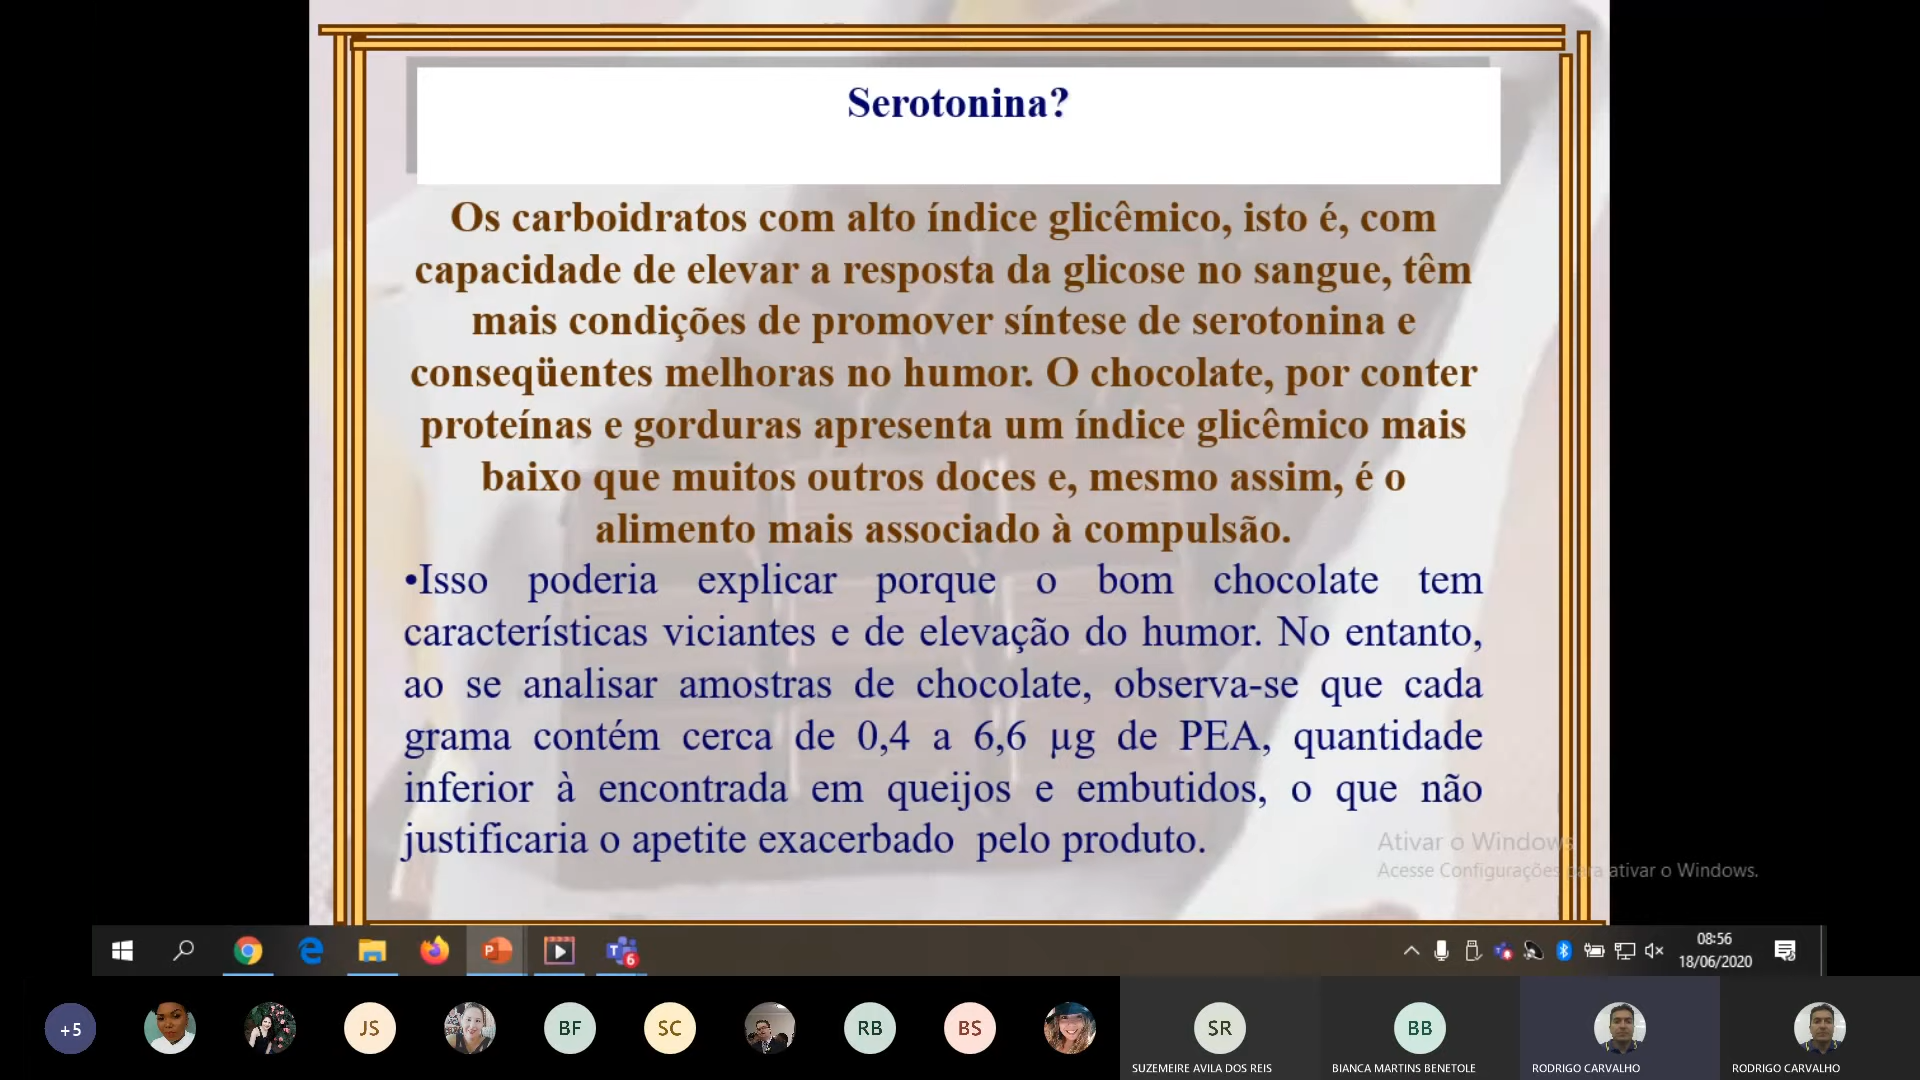 Serotonina?
Os carboidratos com alto índice glicêmico, isto é, com
capacidade de elevar a resposta da glicose no sangue, têm
mais condições de promover síntese de serotonina e
conseqüentes melhoras no humor. O chocolate, por conter
proteínas e gorduras apresenta um índice glicêmico mais
baixo que muitos outros doces e, mesmo assim, é o
alimento mais associado à compulsão.
•Isso poderia explicar porque o bom chocolate tem
características viciantes e de elevação do humor. No entanto,
ao se analisar amostras de chocolate, observa-se que cada
grama contém cerca de 0,4 a 6,6 µg de PEA, quantidade
inferior à encontrada em queijos e embutidos, o que não
justificaria o apetite exacerbado pelo produto.
Ativar o Windows
Acesse Configurações para ativar o Windows.
08:56
18/06/2020
6
+5
JS
BF
SC
RB
BS
SR
BB
SUZEMEIRE AVILA DOS REIS
BIANCA MARTINS BENETOLE
RODRIGO CARVALHO
RODRIGO CARVALHO